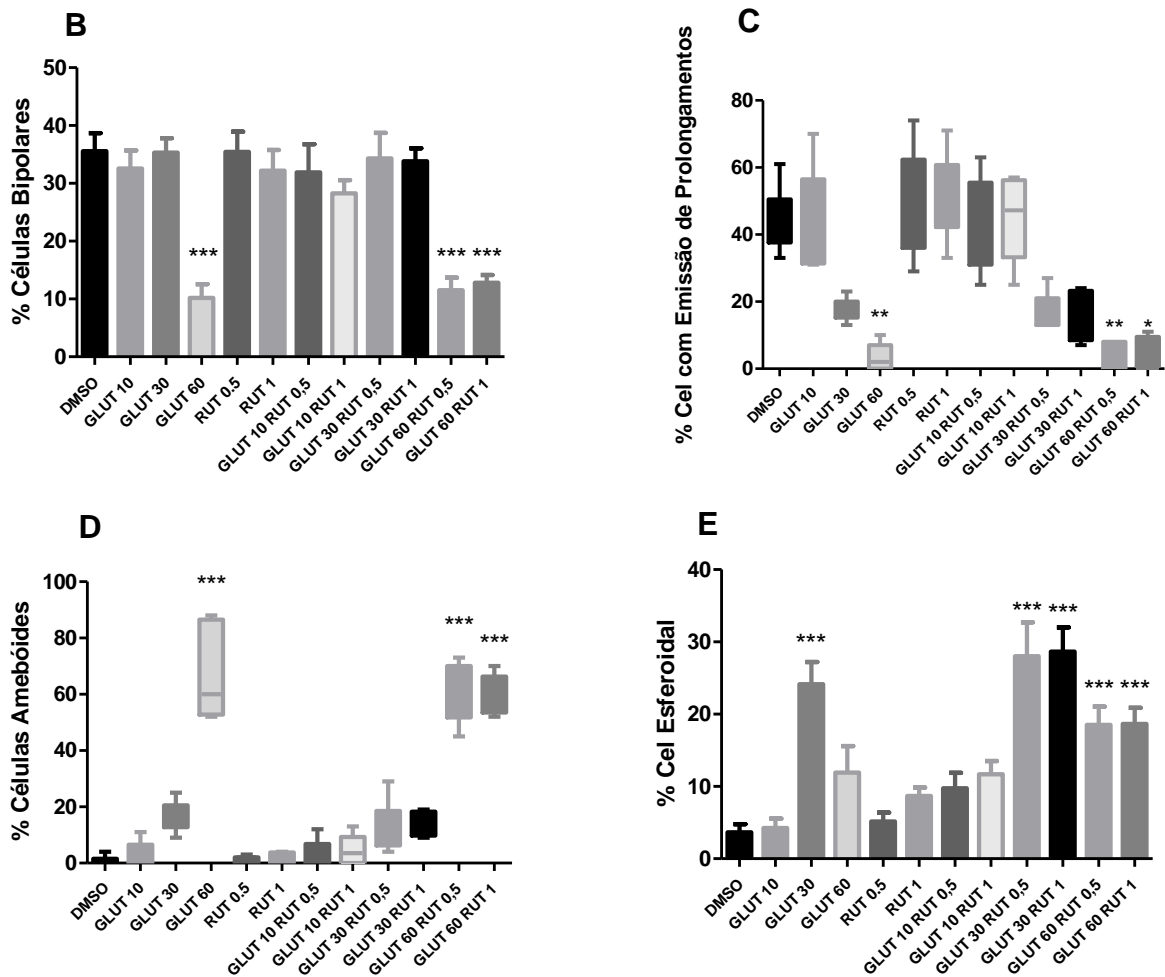 B
% Células Bipolares
50
40
30
20
10
0
***
*** ***
DMSO
GLUT 10
GLUT 30
GLUT 60
RUT 0.5
RUT 1
GLUT 10 RUT 0,5
GLUT 10 RUT 1
GLUT 30 RUT 0,5
GLUT 30 RUT 1
GLUT 60 RUT 0,5
GLUT 60 RUT 1
C
% Cel com Emissão de Prolongamentos
80
60
40
20
0
**
** *
DMSO
GLUT 10
GLUT 30
GLUT 60
RUT 0.5
RUT 1
GLUT 10 RUT 0,5
GLUT 10 RUT 1
GLUT 30 RUT 0,5
GLUT 30 RUT 1
GLUT 60 RUT 0,5
GLUT 60 RUT 1
D
% Células Amebóides
100
80
60
40
20
0
***
***
***
DMSO
GLUT 10
GLUT 30
GLUT 60
RUT 0.5
RUT 1
GLUT 10 RUT 0,5
GLUT 10 RUT 1
GLUT 30 RUT 0,5
GLUT 30 RUT 1
GLUT 60 RUT 0,5
GLUT 60 RUT 1
E
% Cel Esferoidal
40
30
20
10
0
***
*** ***
*** ***
DMSO
GLUT 10
GLUT 30
GLUT 60
RUT 0.5
RUT 1
GLUT 10 RUT 0,5
GLUT 10 RUT 1
GLUT 30 RUT 0,5
GLUT 30 RUT 1
GLUT 60 RUT 0,5
GLUT 60 RUT 1